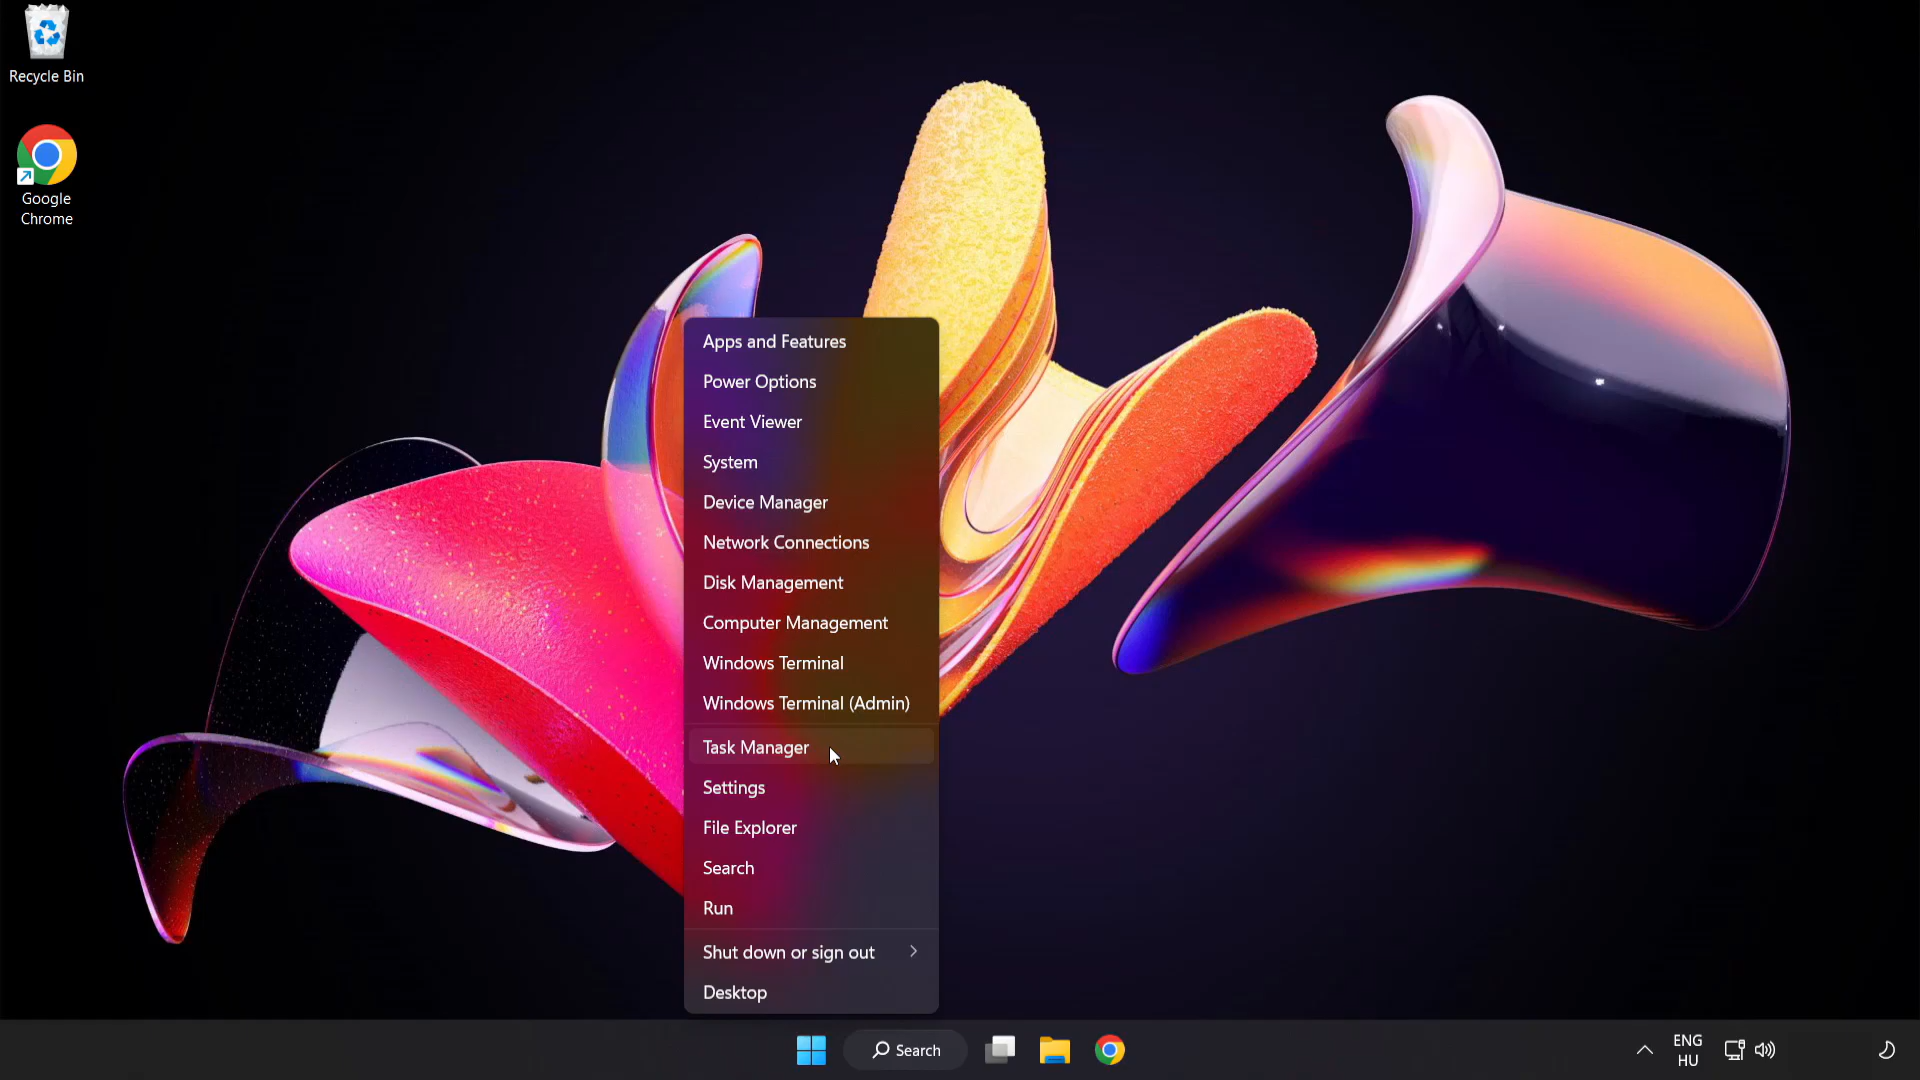 Recycle Bin
Google
Chrome
Apps and Features
Power Options
Event Viewer
System
Device Manager
Network Connections
Disk Management
Computer Management
Windows Terminal
Windows Terminal (Admin)
Task Manager
Settings
File Explorer
Search
Run
Shut down or sign out
Desktop
Search
ENG
HU